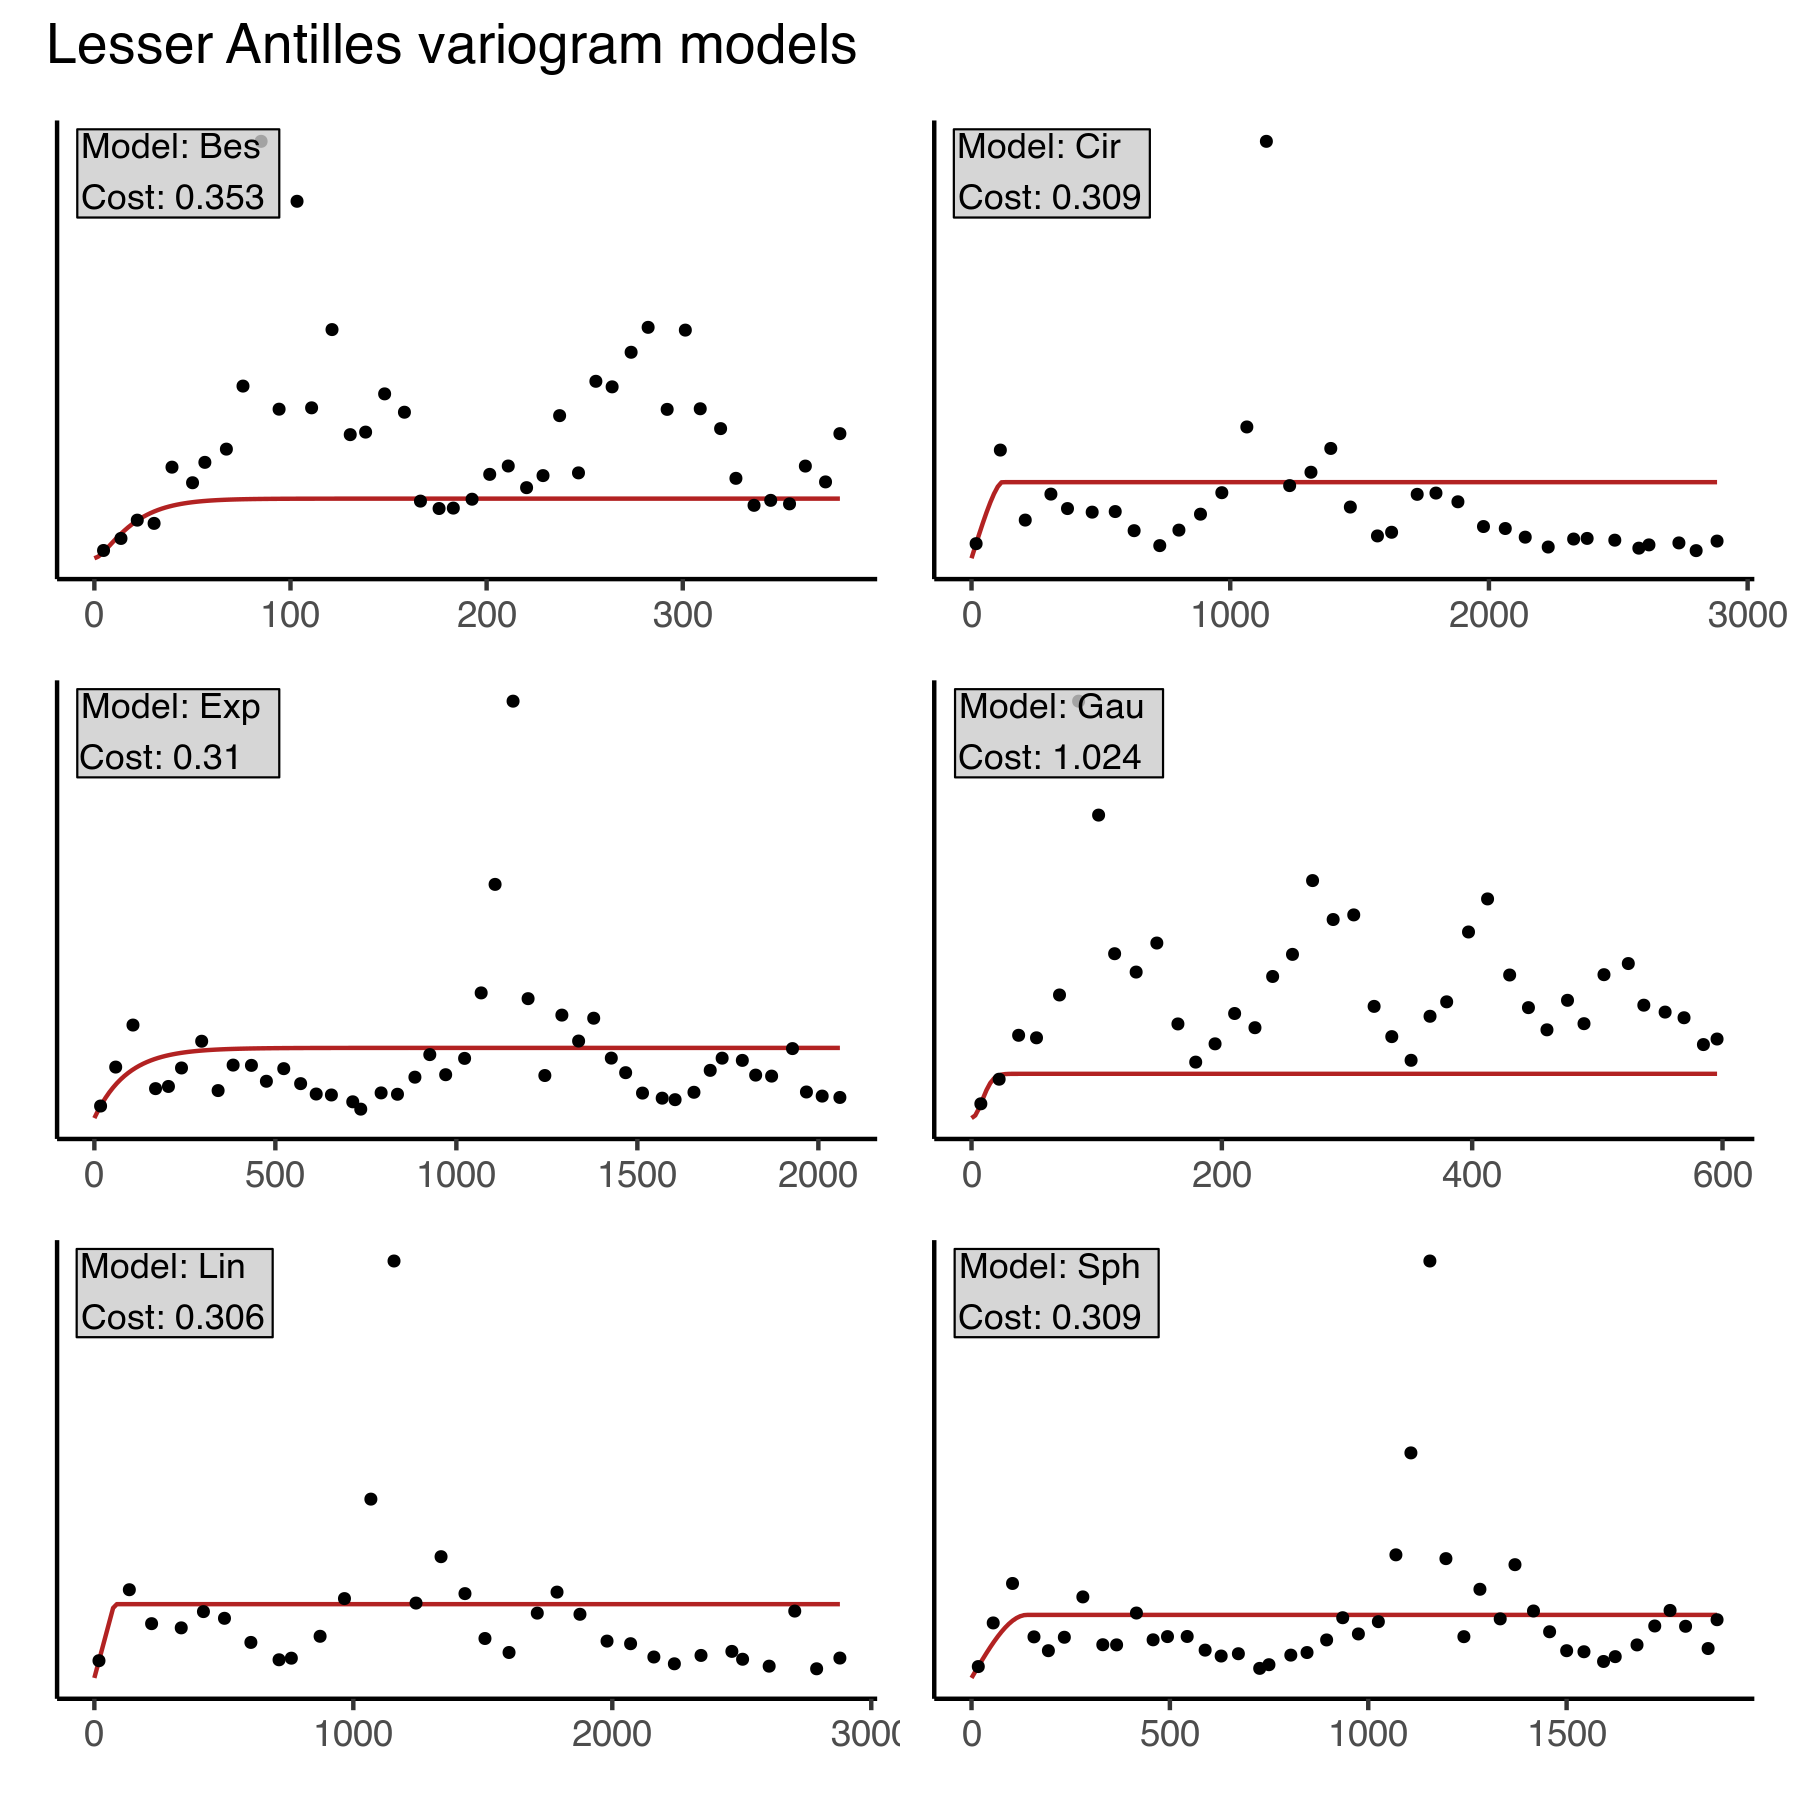 Lesser Antilles variogram models
Model: Bes
Cost: 0.353
0 100 200 300
Model: Cir
Cost: 0.309
0 1000 2000 3000
Model: Exp
Cost: 0.31
0 500 1000 1500 2000
Model: Gau
Cost: 1.024
0 200 400 600
Model: Lin
Cost: 0.306
0 1000 2000 3000
Model: Sph
Cost: 0.309
0 500 1000 1500